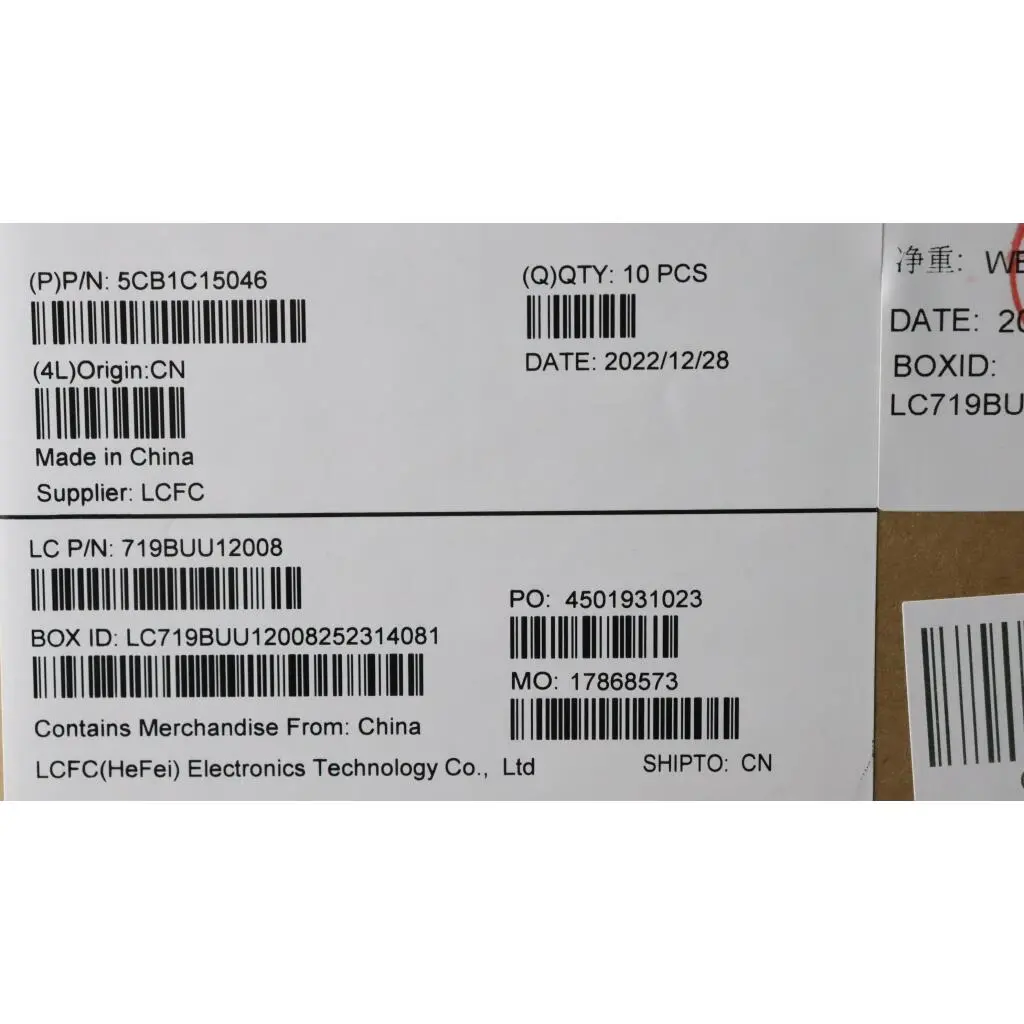 (P)P/N: 5CB1C15046
(Q)QTY: 10 PCS
DATE: 2022/12/28
(4L)Origin:CN
Made in China
Supplier: LCFC
LC P/N: 719BUU12008
BOX ID: LC719BUU12008252314081
PO: 4501931023
MO: 17868573
Contains Merchandise From: China
LCFC(HeFei) Electronics Technology Co., Ltd
SHIPTO: CN
净重:
DATE: 20
BOXID:
LC719BU